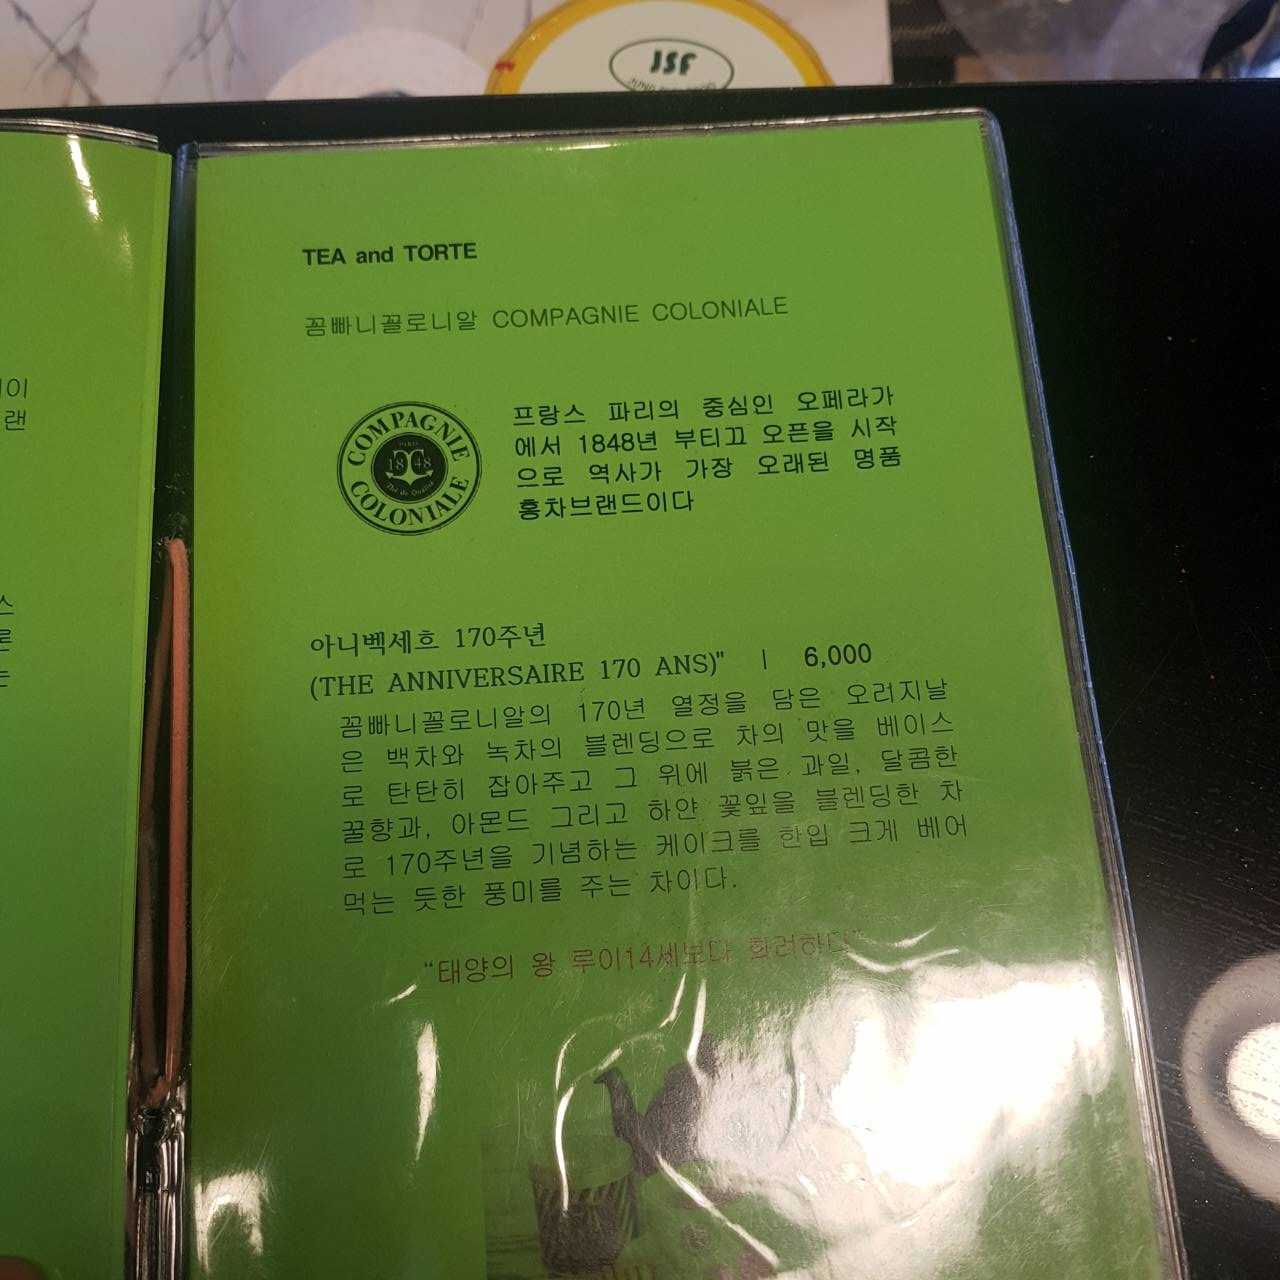 JSF
TEA and TORTE
꼼빠니꼴로니알 COMPAGNIE COLONIALE
COMPAGNIE
PARIS
1848
Thé de Qualité
COLONIALE
프랑스 파리의 중심인 오페라가
에서 1848년 부티끄 오픈을 시작
으로 역사가 가장 오래된 명품
홍차브랜드이다
아니벡세흐 170주년
(THE ANNIVERSAIRE 170 ANS)" | 6,000
꼼빠니꼴로니알의 170년 열정을 담은 오러지날
은 백차와 녹차의 블렌딩으로 차의 맛을 베이스
로 탄탄히 잡아주고 그 위에 붉은 과일, 달콤한
꿀향과, 아몬드 그리고 하얀 꽃잎을 블렌딩한 차
로 170주년을 기념하는 케이크를 한입 크게 베어
먹는 듯한 풍미를 주는 차이다.
“태양의 왕 루이14세보다 화려하다”
이
랜
스
론
는